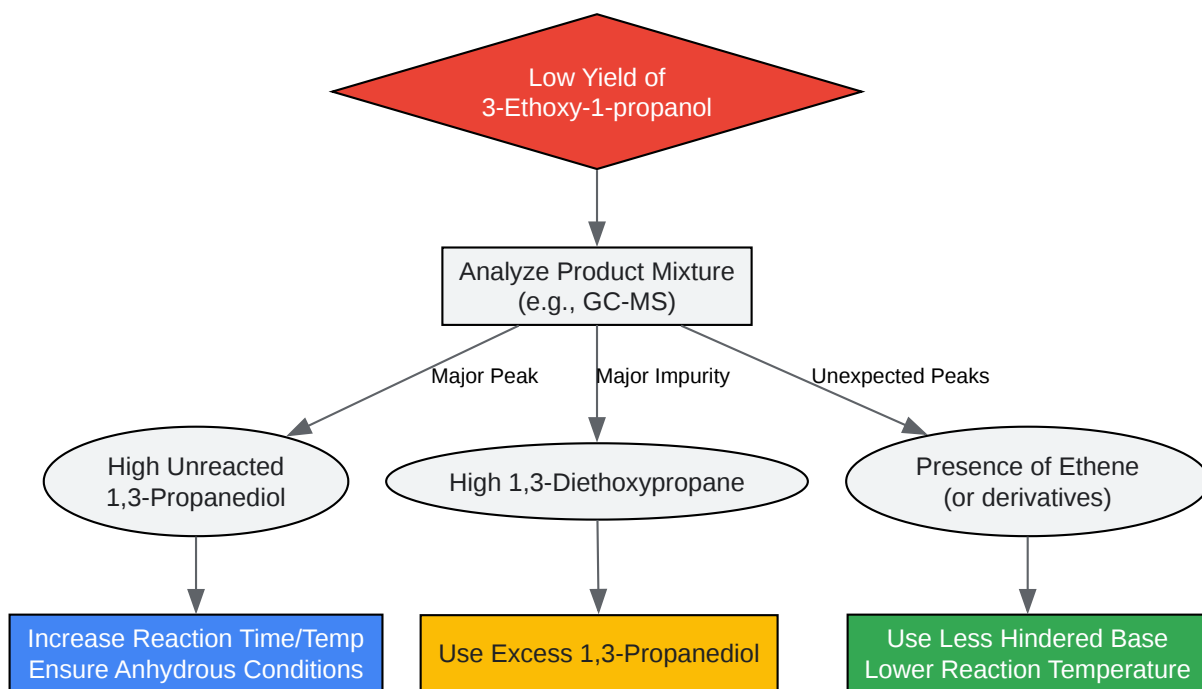 Low Yield of
3-Ethoxy-1-propanol
Analyze Product Mixture
(e.g., GC-MS)
Major Peak
Major Impurity
Unexpected Peaks
High Unreacted
1,3-Propanediol
High 1,3-Diethoxypropane
Presence of Ethene
(or derivatives)
Increase Reaction Time/Temp
Ensure Anhydrous Conditions
Use Excess 1,3-Propanediol
Use Less Hindered Base
Lower Reaction Temperature